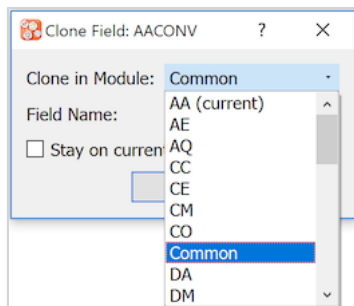 Clone Field: AACONV ?
Clone in Module: Common
Field Name:
Stay on curren
AA (current)
AE
AQ
CC
CE
CM
CO
Common
DA
DM